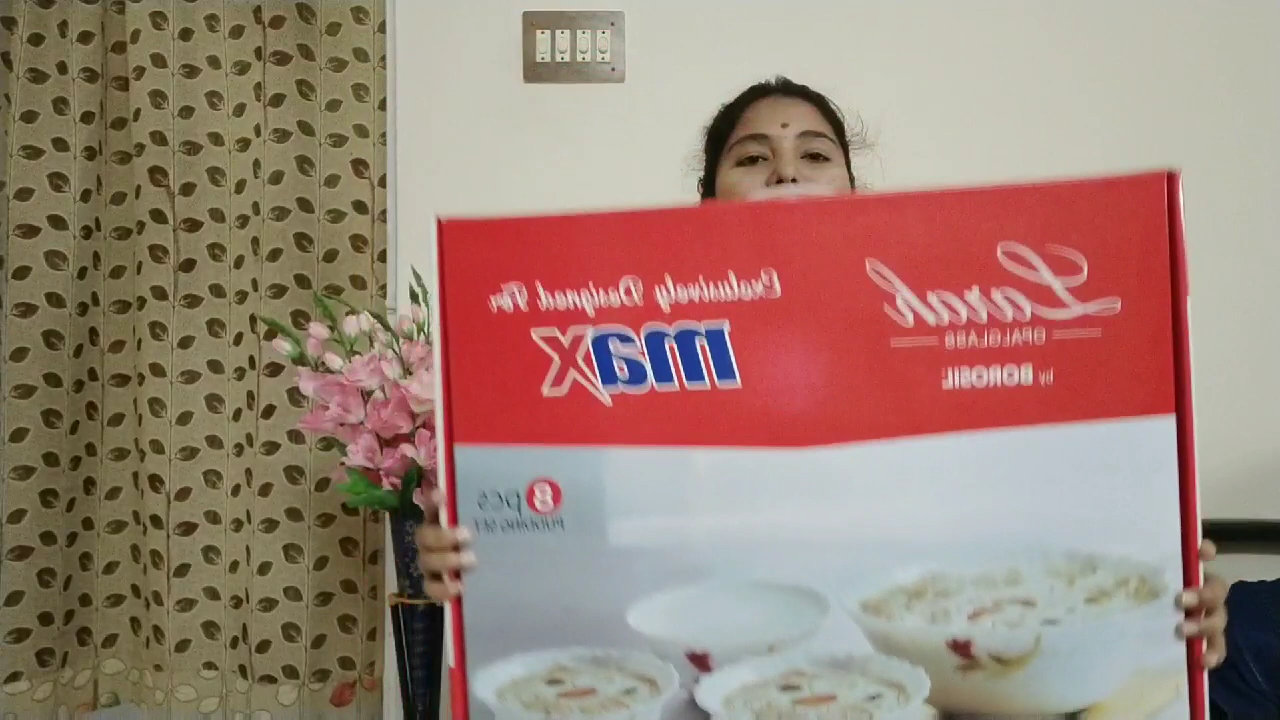 Larah
OPALGLASS
by BOROSIL
Exclusively Designed For
max
8 pcs
PUDDING SET